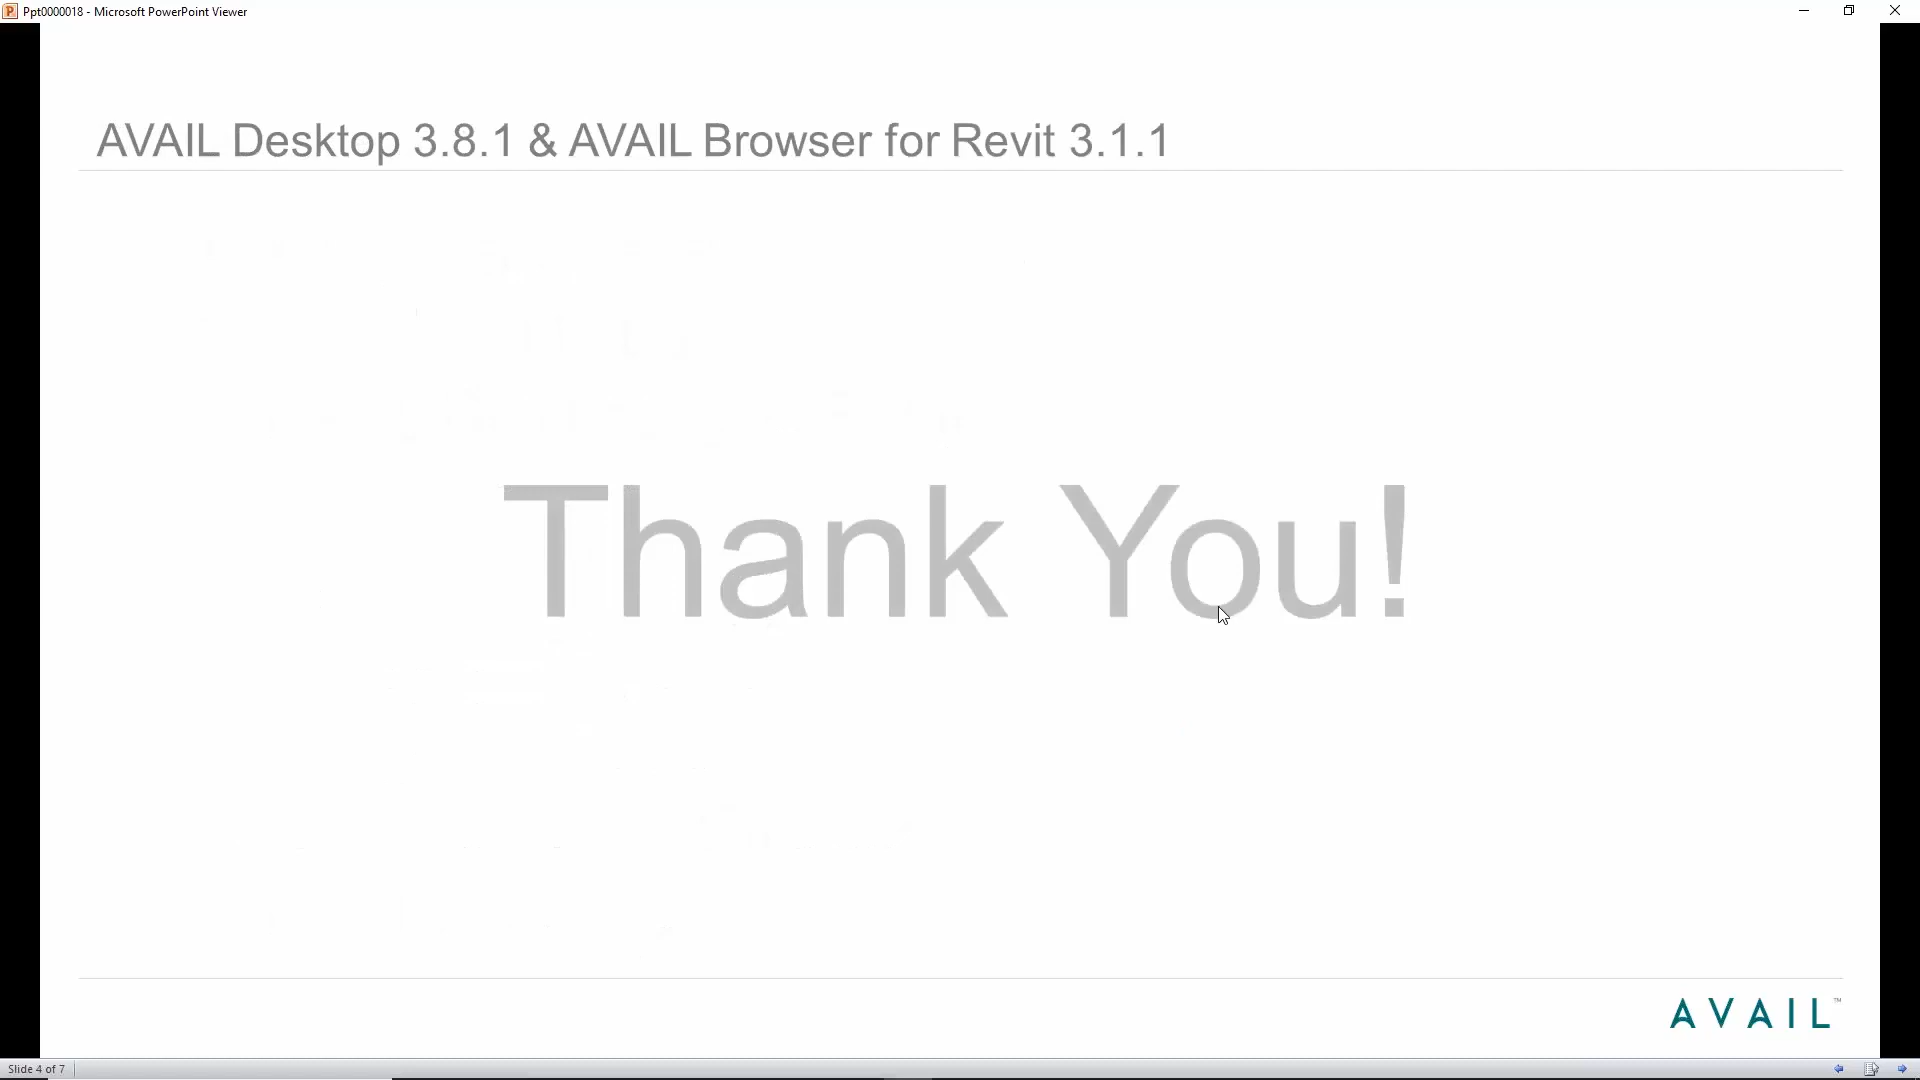 Ppt0000018 - Microsoft PowerPoint Viewer
AVAIL Desktop 3.8.1 & AVAIL Browser for Revit 3.1.1
Thank You!
AVAIL™
Slide 4 of 7